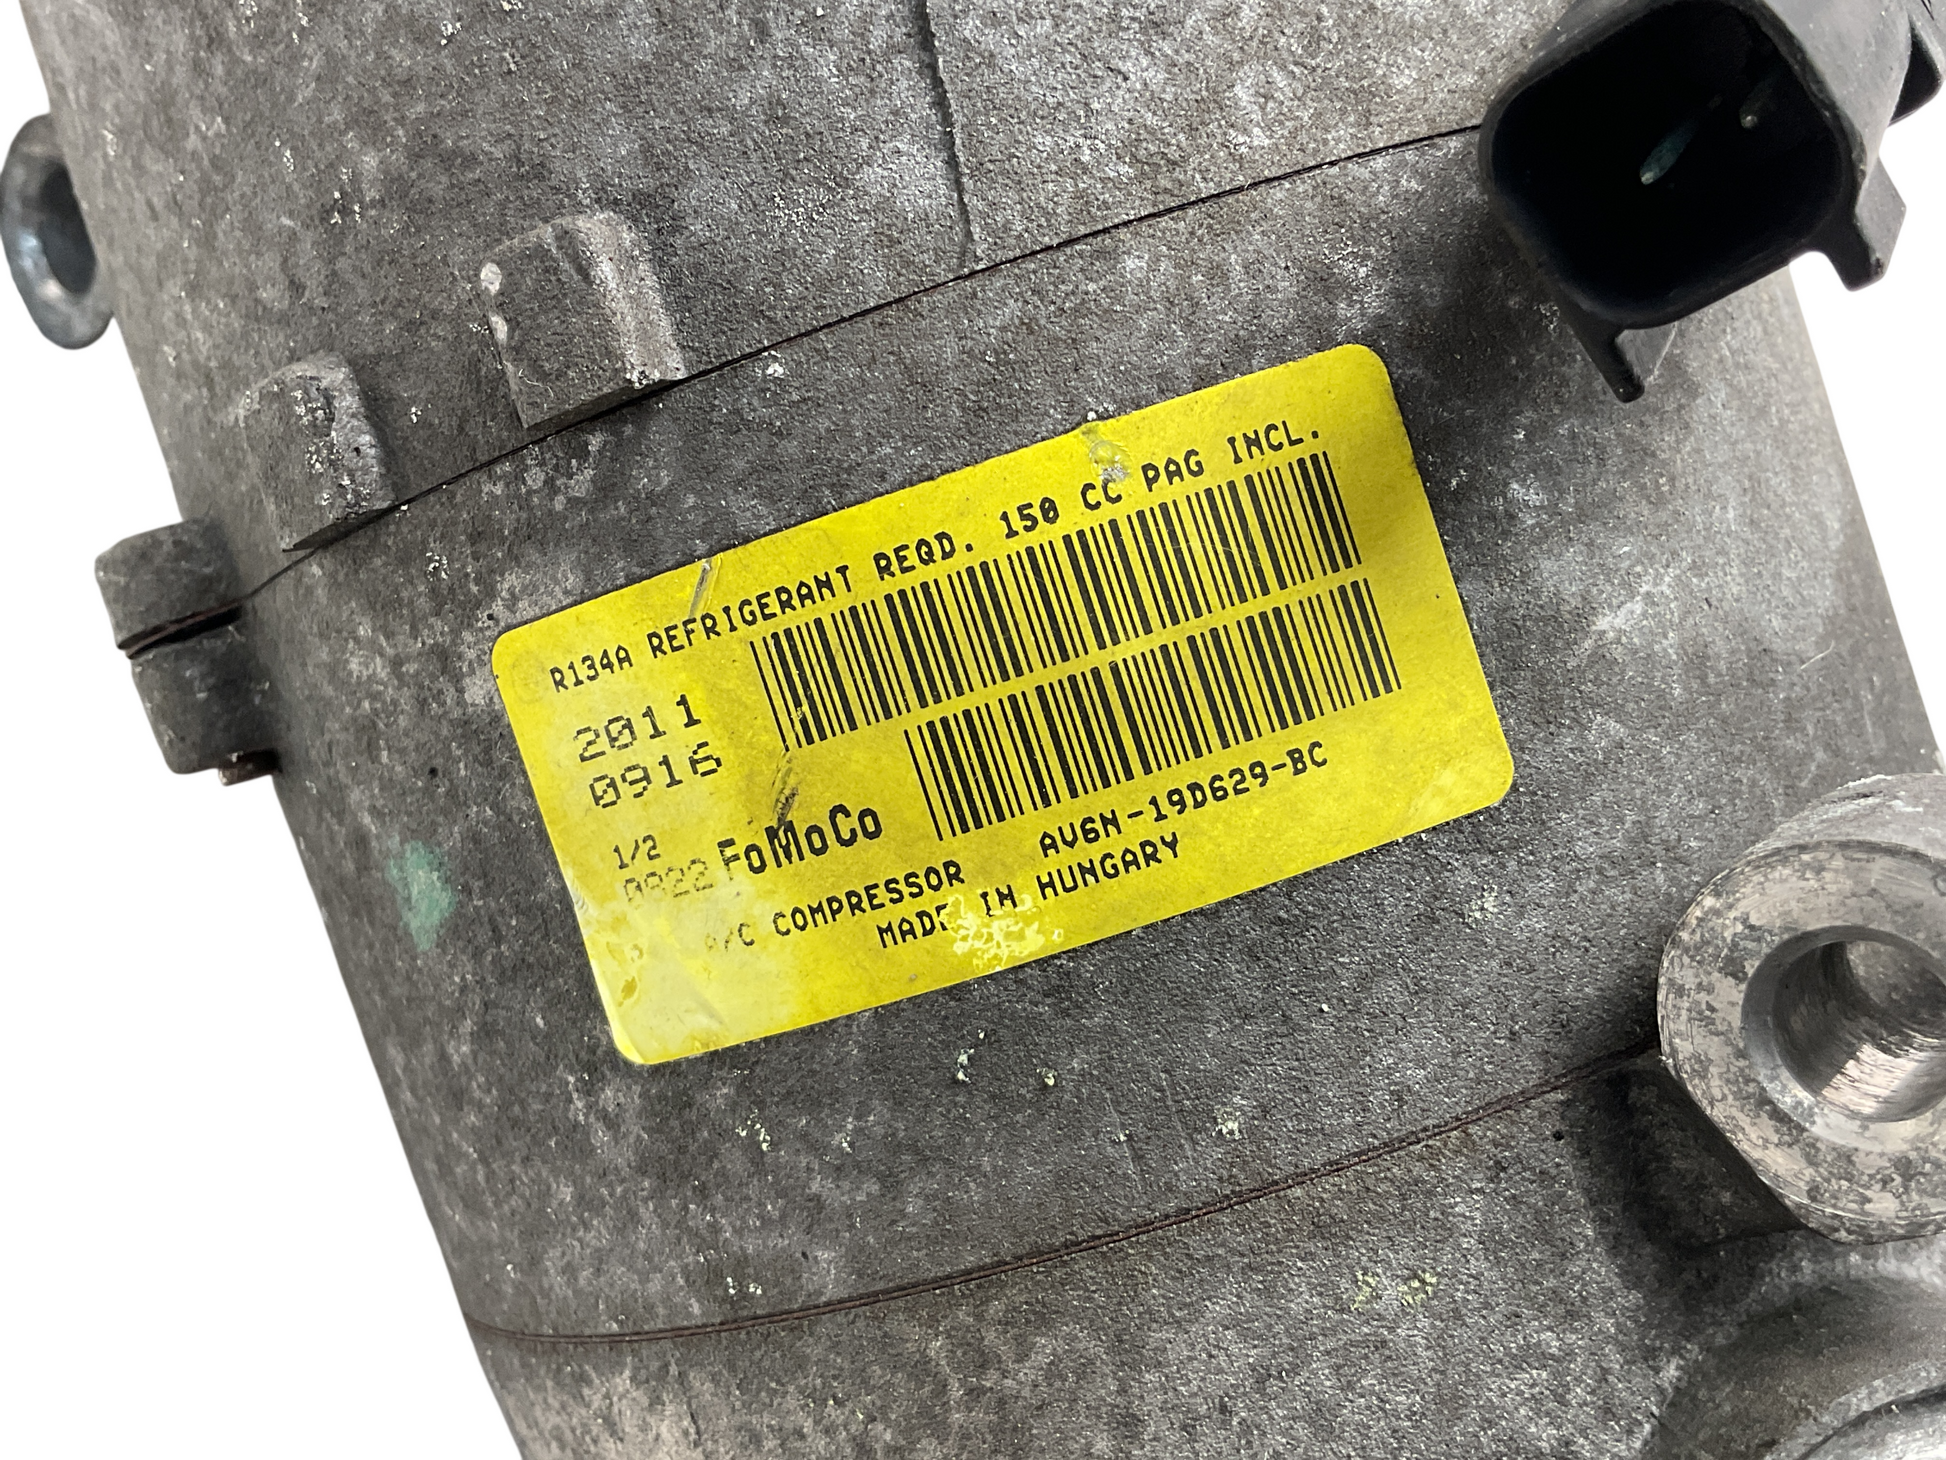 R134A REFRIGERANT REQD. 150 CC PAG INCL.
2011
0916
1/2
0822 FoMoCo
A/C COMPRESSOR AV6N-19D629-BC
MADE IN HUNGARY